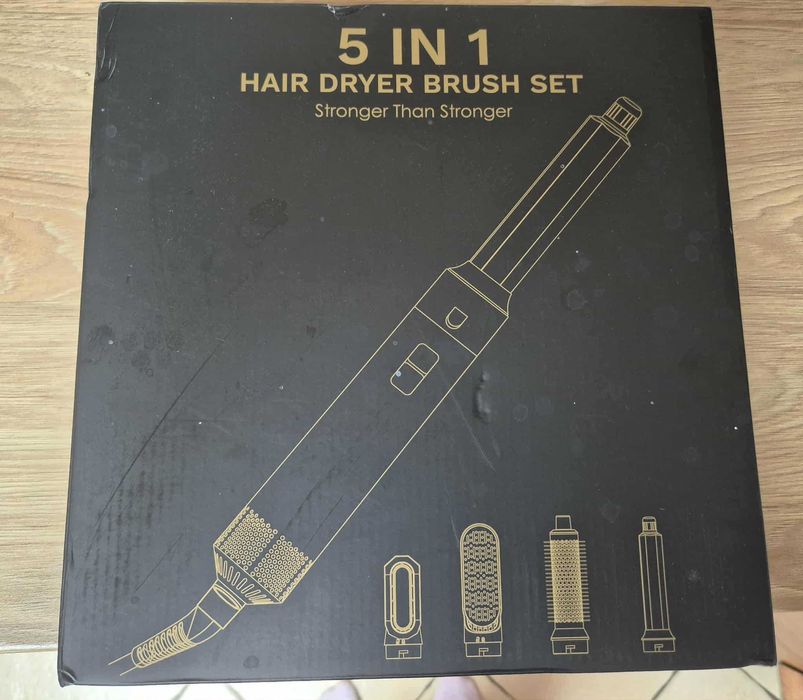 5 IN 1
HAIR DRYER BRUSH SET
Stronger Than Stronger